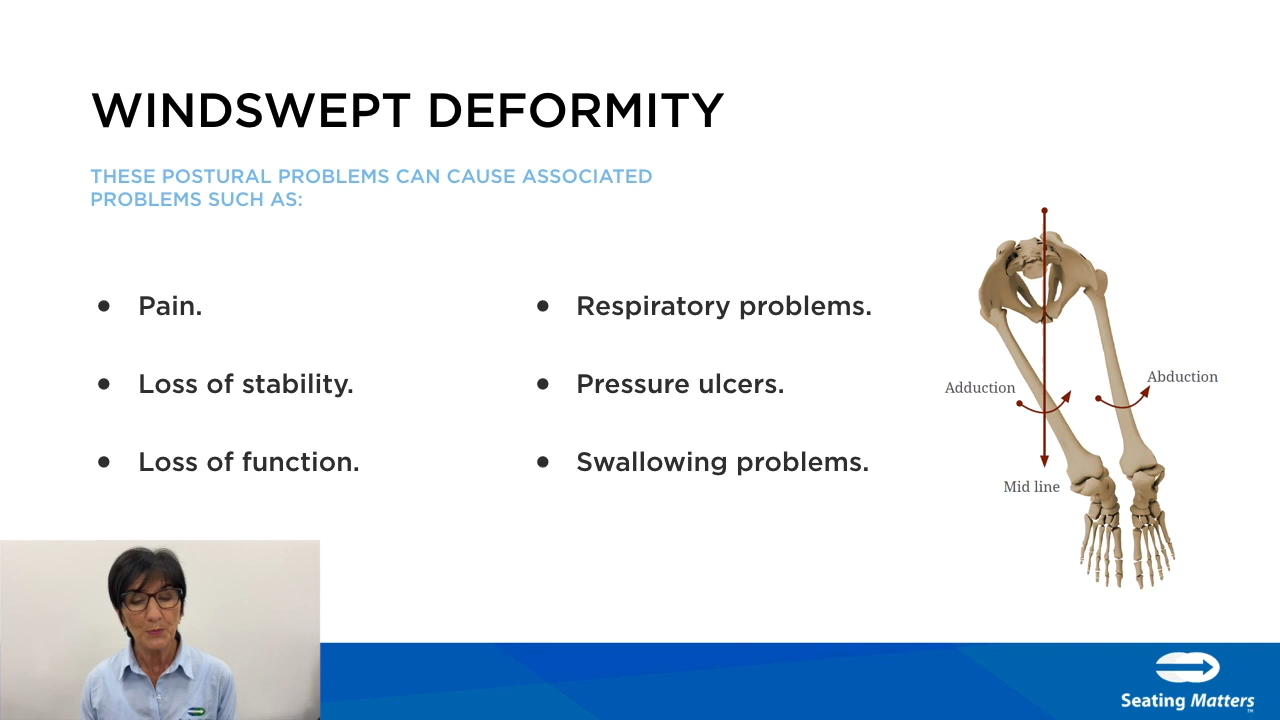 WINDSWEPT DEFORMITY
THESE POSTURAL PROBLEMS CAN CAUSE ASSOCIATED
PROBLEMS SUCH AS:
• Pain.
• Loss of stability.
• Loss of function.
• Respiratory problems.
• Pressure ulcers.
• Swallowing problems.
Adduction
Abduction
Mid line
Seating Matters™